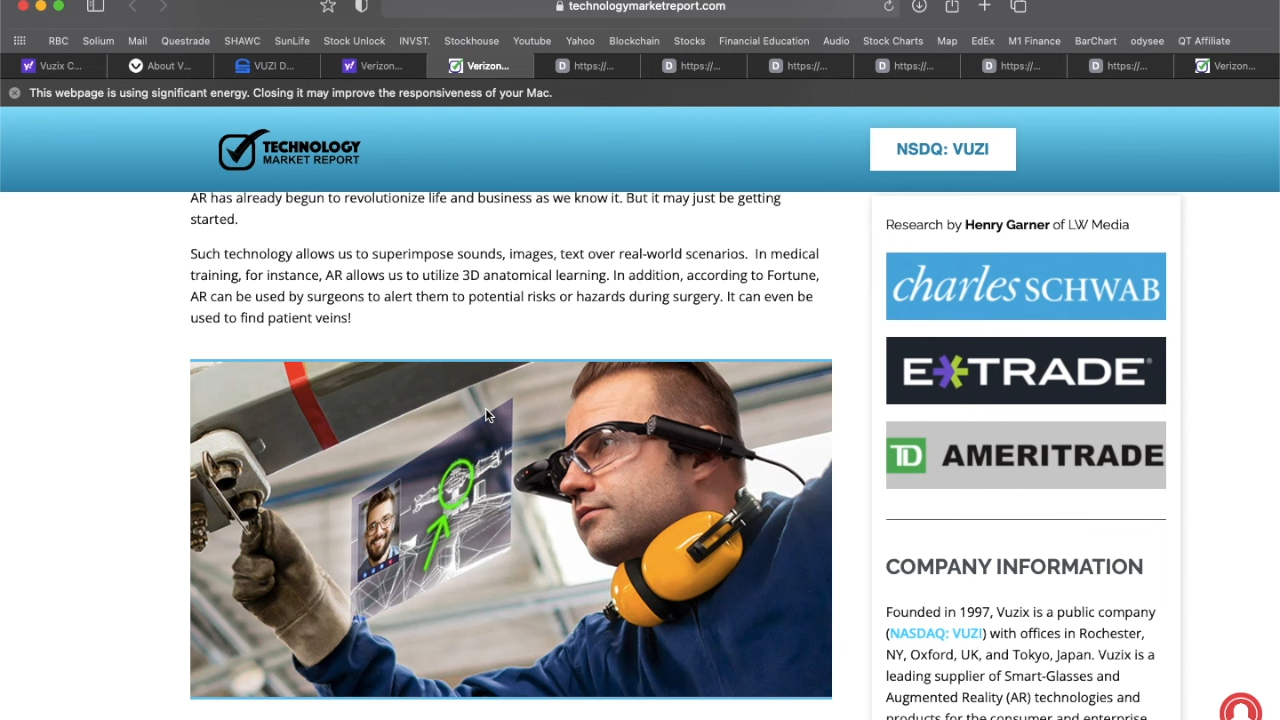 technologymarketreport.com
RBC Solium Mail Questrade SHAWC SunLife Stock Unlock INVST. Stockhouse Youtube Yahoo Blockchain Stocks Financial Education Audio Stock Charts Map EdEx M1 Finance BarChart odysee QT Affiliate
Vuzix C... About V... VUZI D... Verizon... Verizon... https://... https://... https://... https://... https://... https://... Verizon...
This webpage is using significant energy. Closing it may improve the responsiveness of your Mac.
TECHNOLOGY
MARKET REPORT
NSDQ: VUZI
AR has already begun to revolutionize life and business as we know it. But it may just be getting
started.
Such technology allows us to superimpose sounds, images, text over real-world scenarios. In medical
training, for instance, AR allows us to utilize 3D anatomical learning. In addition, according to Fortune,
AR can be used by surgeons to alert them to potential risks or hazards during surgery. It can even be
used to find patient veins!
Research by Henry Garner of LW Media
charles SCHWAB
E*TRADE
TD AMERITRADE
COMPANY INFORMATION
Founded in 1997, Vuzix is a public company
(NASDAQ: VUZI) with offices in Rochester,
NY, Oxford, UK, and Tokyo, Japan. Vuzix is a
leading supplier of Smart-Glasses and
Augmented Reality (AR) technologies and
products for the consumer and enterprise